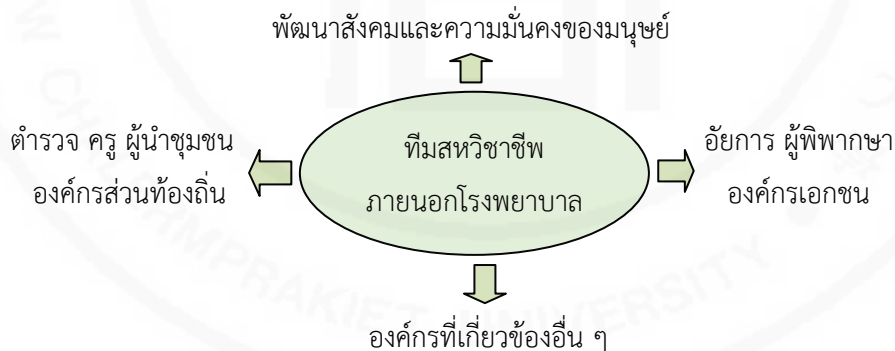 พัฒนาสังคมและความมั่นคงของมนุษย์
ตำรวจ ครู ผู้นำชุมชน
องค์กรส่วนท้องถิ่น
ทีมสหวิชาชีพ
ภายนอกโรงพยาบาล
อัยการ ผู้พิพากษา
องค์กรเอกชน
องค์กรที่เกี่ยวข้องอื่น ๆ